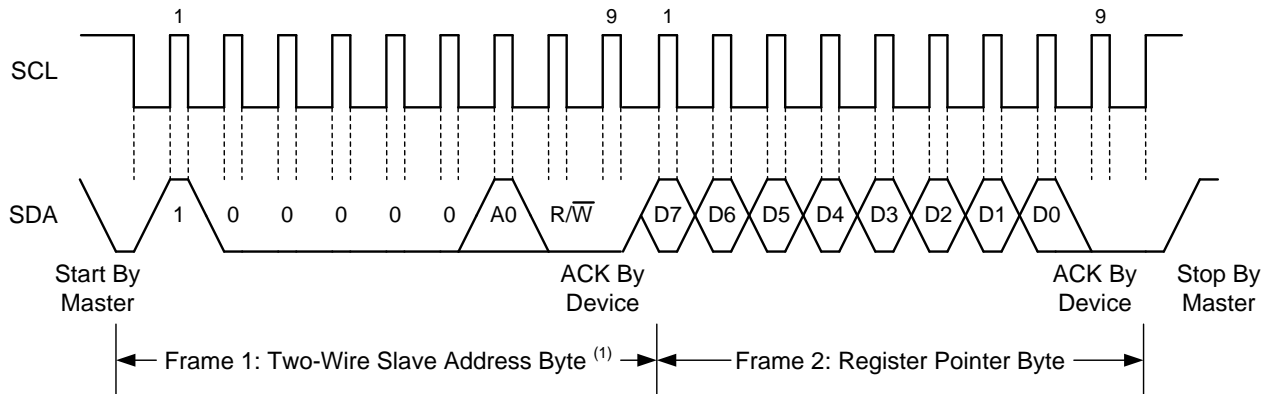 1 9 1 9
SCL
SDA 1 0 0 0 0 0 A0 R/W̅ D7 D6 D5 D4 D3 D2 D1 D0
Start By
Master
ACK By
Device
ACK By
Device
Stop By
Master
Frame 1: Two-Wire Slave Address Byte (1)
Frame 2: Register Pointer Byte